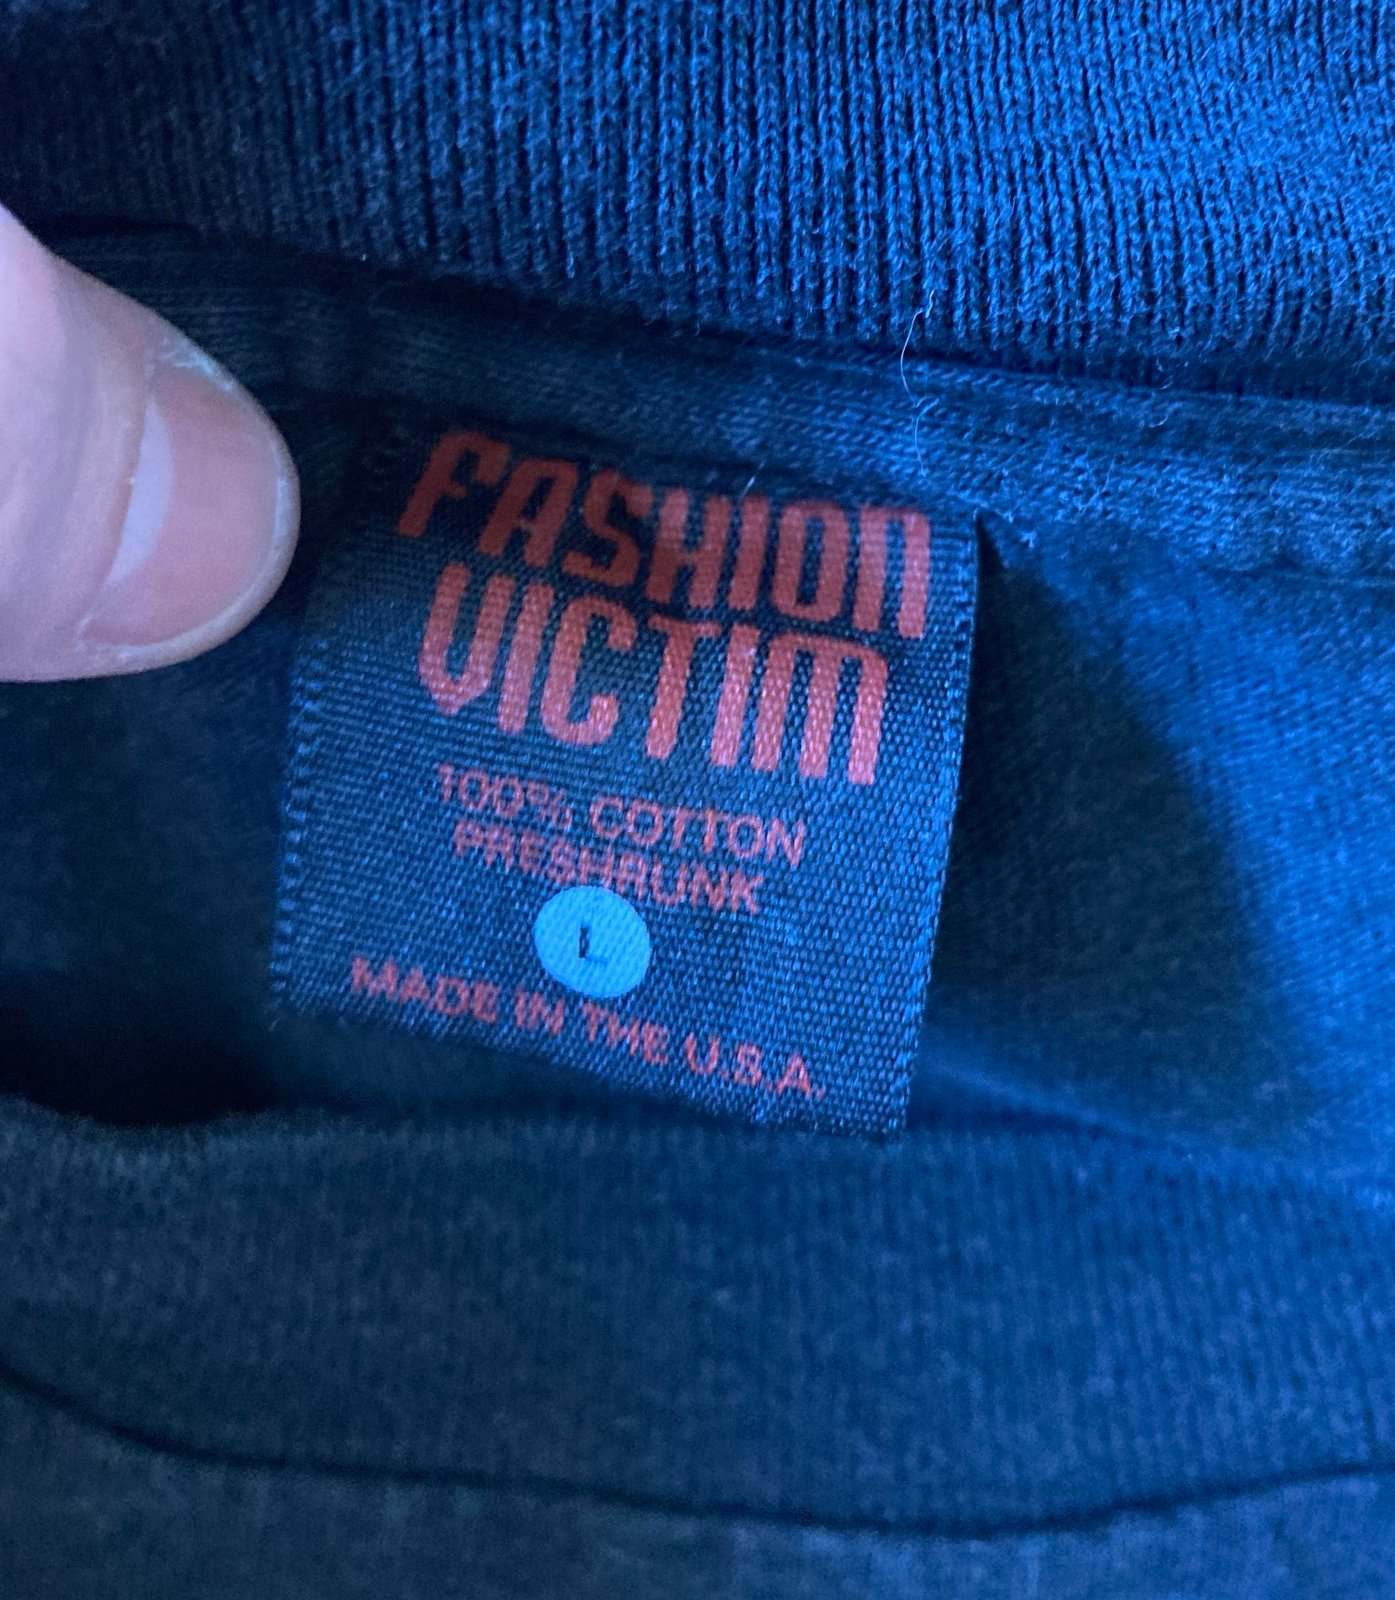 FASHION
VICTIM
100% COTTON
PRESHRUNK
L
MADE IN THE U.S.A.